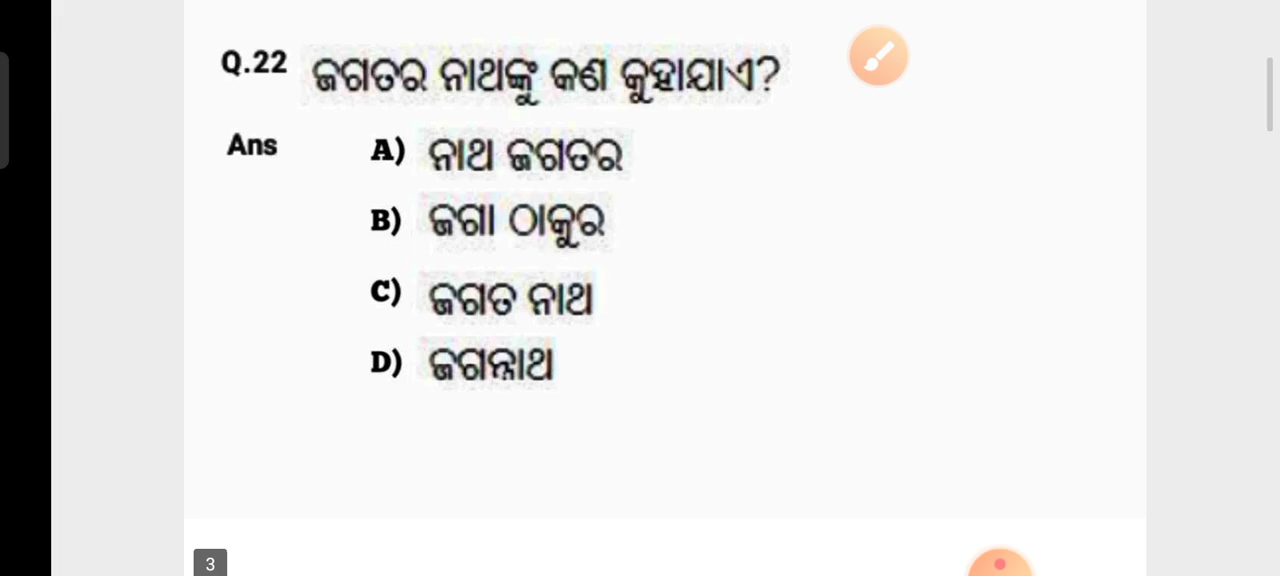 Q.22 ଜଗତର ନାଥଙ୍କୁ କଣ କୁହାଯାଏ?
Ans A) ନାଥ ଜଗତର
B) ଜଗା ଠାକୁର
C) ଜଗତ ନାଥ
D) ଜଗନ୍ନାଥ
3